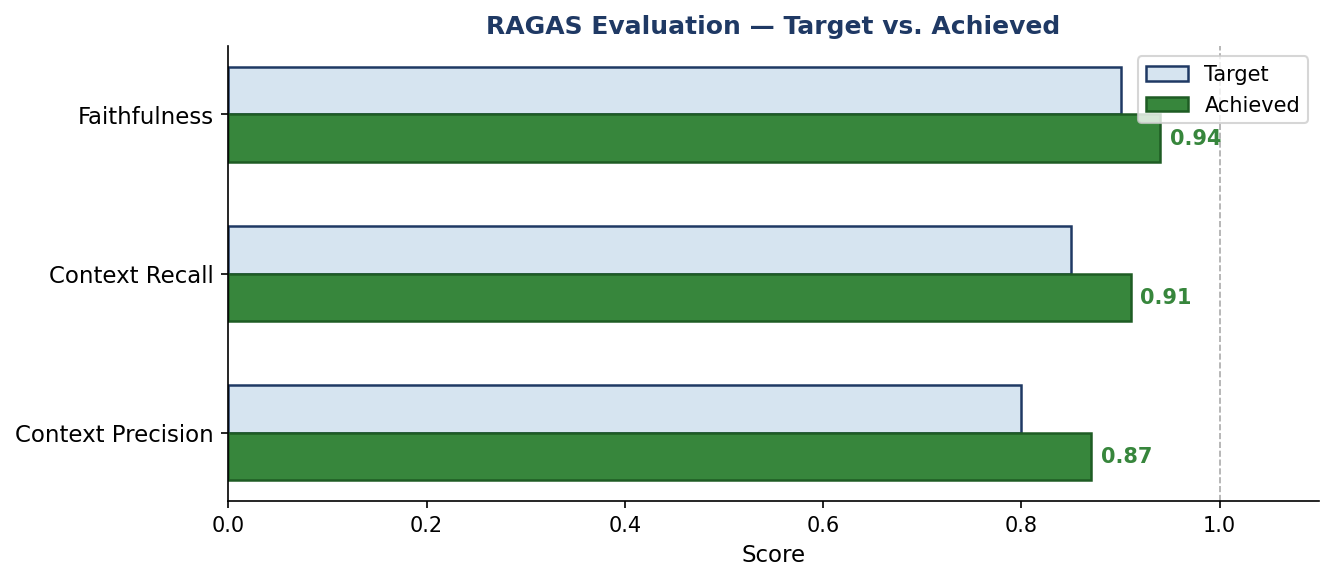 RAGAS Evaluation — Target vs. Achieved
Target
Achieved
Faithfulness
0.94
Context Recall
0.91
Context Precision
0.87
0.0 0.2 0.4 0.6 0.8 1.0
Score